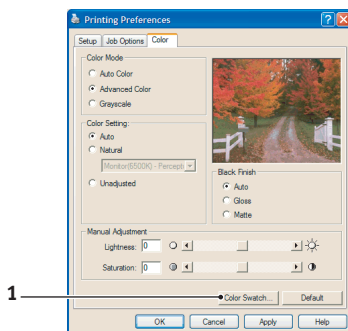 Printing Preferences
Setup Job Options Color
Color Mode
Auto Color
Advanced Color
Grayscale
Color Setting:
Auto
Natural
Monitor(6500K) - Percepti
Unadjusted
Black Finish
Auto
Gloss
Matte
Manual Adjustment
Lightness: 0
Saturation: 0
1
Color Swatch... Default
OK Cancel Apply Help